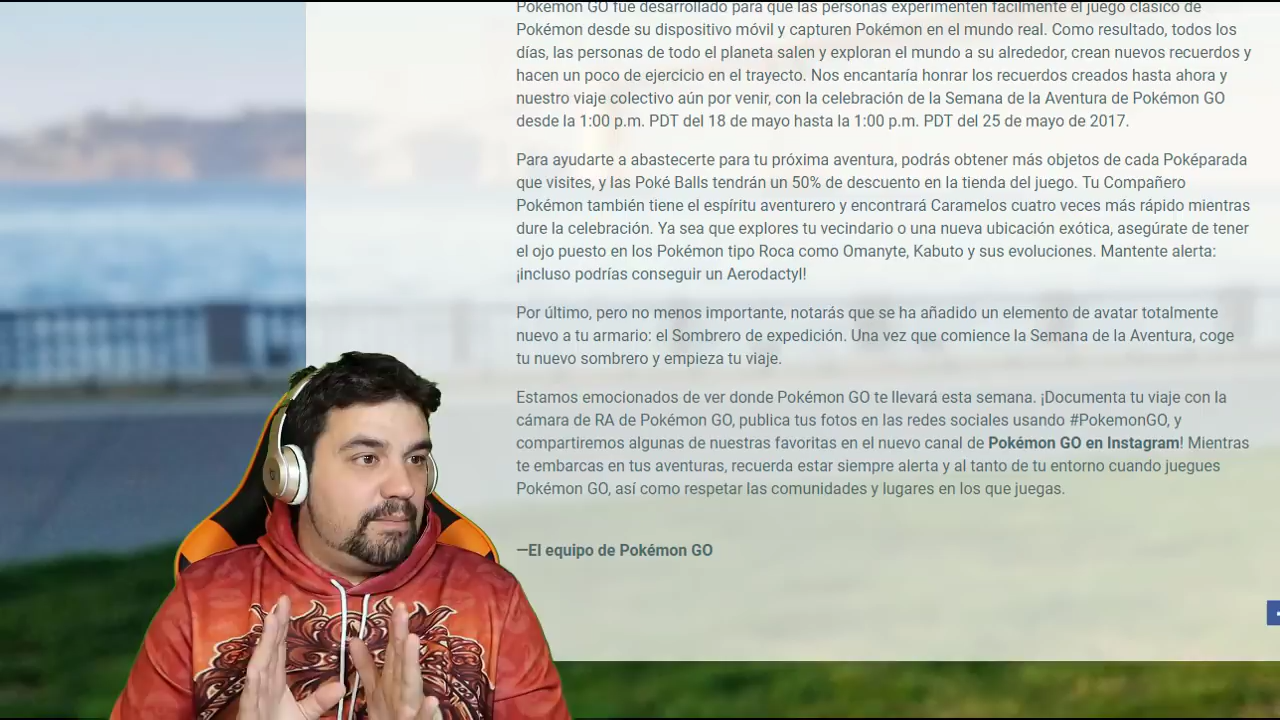 Pokémon GO fue desarrollado para que las personas experimenten fácilmente el juego clásico de
Pokémon desde su dispositivo móvil y capturen Pokémon en el mundo real. Como resultado, todos los
días, las personas de todo el planeta salen y exploran el mundo a su alrededor, crean nuevos recuerdos y
hacen un poco de ejercicio en el trayecto. Nos encantaría honrar los recuerdos creados hasta ahora y
nuestro viaje colectivo aún por venir, con la celebración de la Semana de la Aventura de Pokémon GO
desde la 1:00 p.m. PDT del 18 de mayo hasta la 1:00 p.m. PDT del 25 de mayo de 2017.
Para ayudarte a abastecerte para tu próxima aventura, podrás obtener más objetos de cada Poképarada
que visites, y las Poké Balls tendrán un 50% de descuento en la tienda del juego. Tu Compañero
Pokémon también tiene el espíritu aventurero y encontrará Caramelos cuatro veces más rápido mientras
dure la celebración. Ya sea que explores tu vecindario o una nueva ubicación exótica, asegúrate de tener
el ojo puesto en los Pokémon tipo Roca como Omanyte, Kabuto y sus evoluciones. Mantente alerta:
¡incluso podrías conseguir un Aerodactyl!
Por último, pero no menos importante, notarás que se ha añadido un elemento de avatar totalmente
nuevo a tu armario: el Sombrero de expedición. Una vez que comience la Semana de la Aventura, coge
tu nuevo sombrero y empieza tu viaje.
Estamos emocionados de ver donde Pokémon GO te llevará esta semana. ¡Documenta tu viaje con la
cámara de RA de Pokémon GO, publica tus fotos en las redes sociales usando #PokemonGO, y
compartiremos algunas de nuestras favoritas en el nuevo canal de Pokémon GO en Instagram! Mientras
te embarcas en tus aventuras, recuerda estar siempre alerta y al tanto de tu entorno cuando juegues
Pokémon GO, así como respetar las comunidades y lugares en los que juegas.
—El equipo de Pokémon GO